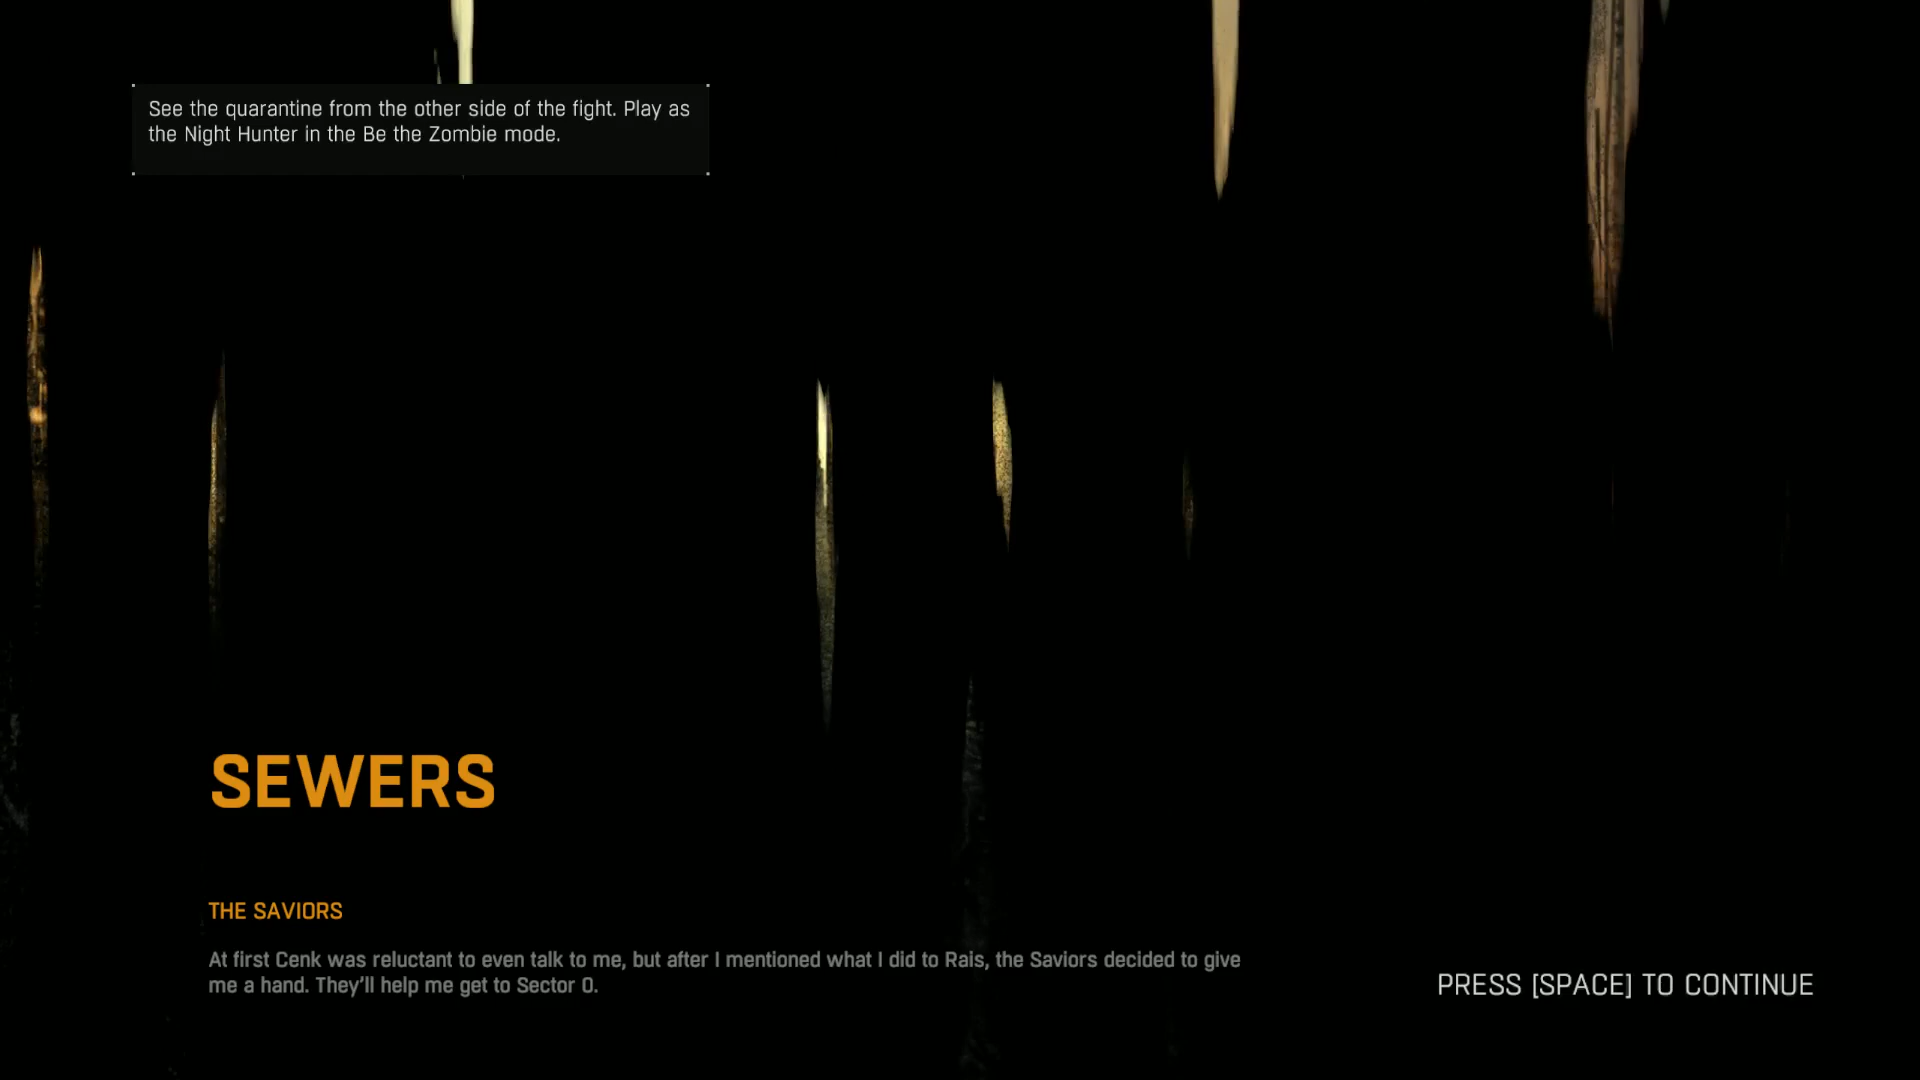 See the quarantine from the other side of the fight. Play as
the Night Hunter in the Be the Zombie mode.
SEWERS
THE SAVIORS
At first Cenk was reluctant to even talk to me, but after I mentioned what I did to Rais, the Saviors decided to give
me a hand. They'll help me get to Sector 0.
PRESS [SPACE] TO CONTINUE